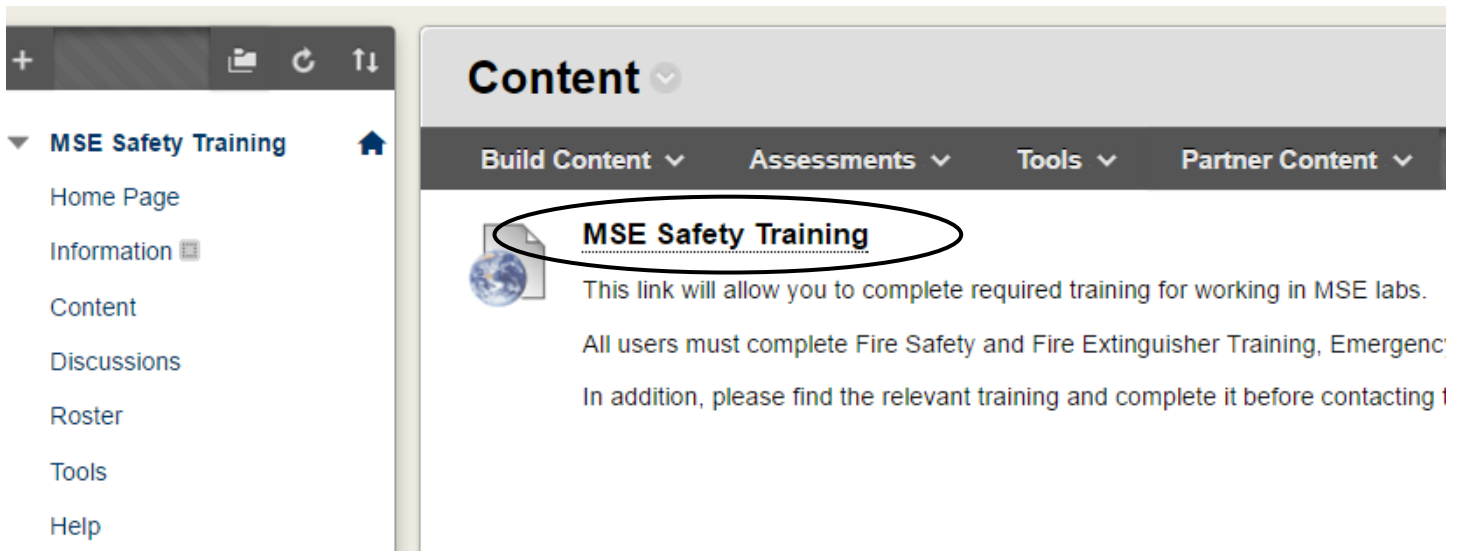 MSE Safety Training
Home Page
Information
Content
Discussions
Roster
Tools
Help
Content
Build Content
Assessments
Tools
Partner Content
MSE Safety Training
This link will allow you to complete required training for working in MSE labs.
All users must complete Fire Safety and Fire Extinguisher Training,
In addition, please find the relevant training and complete it before contacting